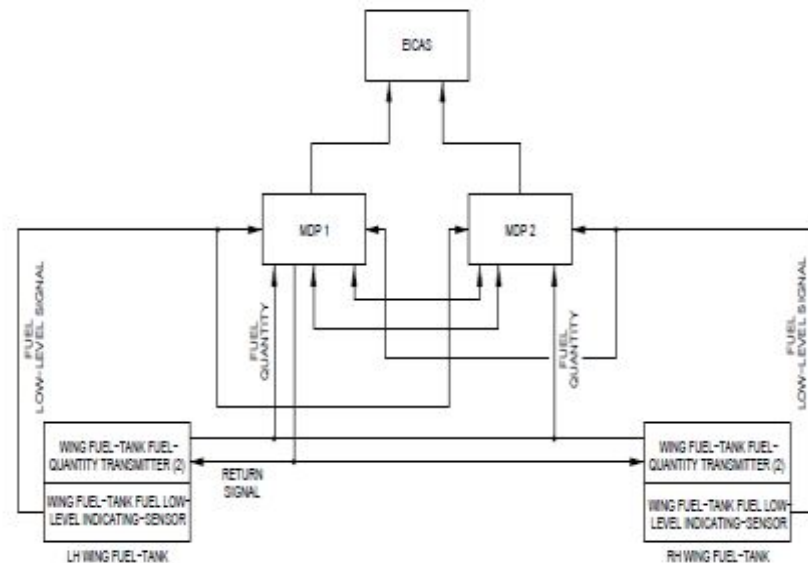 EICAS
MDP 1
MDP 2
FUEL
LOW-LEVEL SIGNAL
FUEL
QUANTITY
FUEL
QUANTITY
FUEL
LOW-LEVEL SIGNAL
WING FUEL-TANK FUEL-
QUANTITY TRANSMITTER (2)
WING FUEL-TANK FUEL LOW-
LEVEL INDICATING-SENSOR
LH WING FUEL-TANK
RETURN
SIGNAL
WING FUEL-TANK FUEL-
QUANTITY TRANSMITTER (2)
WING FUEL-TANK FUEL LOW-
LEVEL INDICATING-SENSOR
RH WING FUEL-TANK